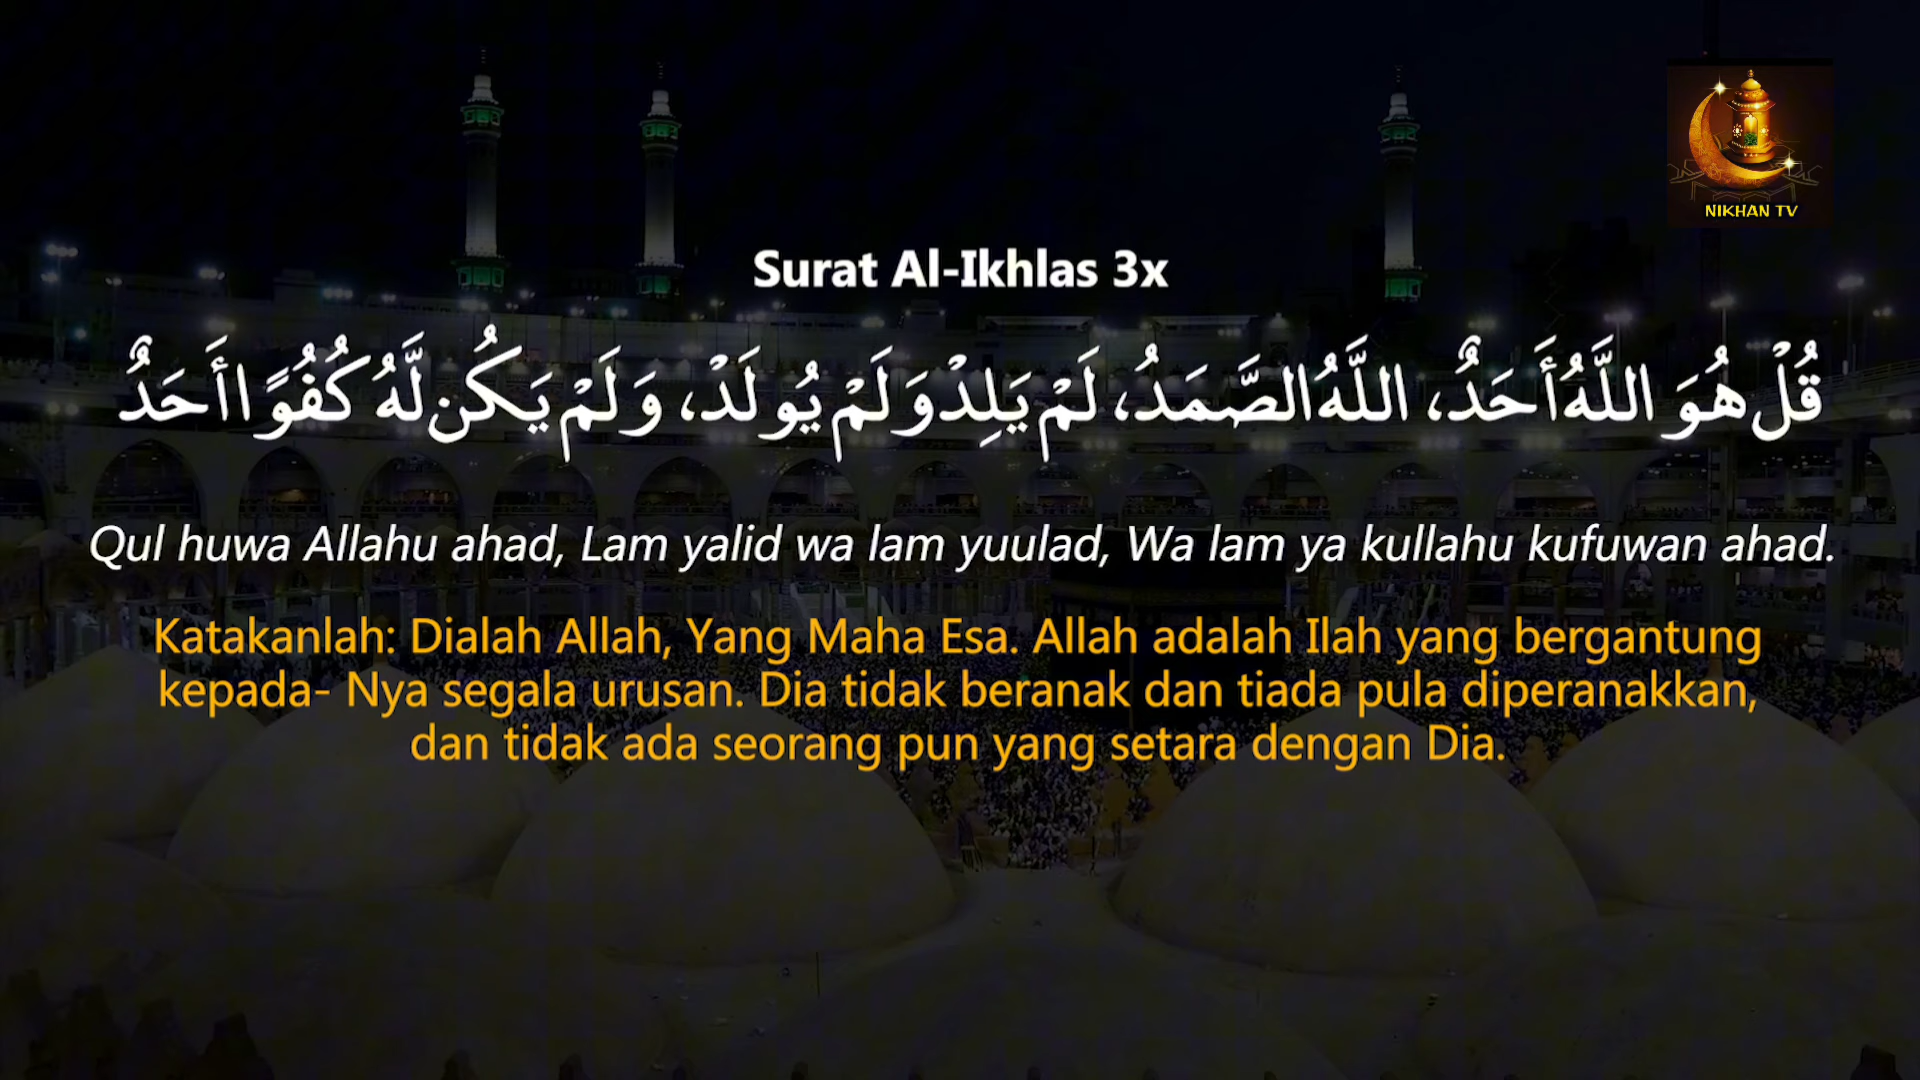 NIKHAN TV
Surat Al-Ikhlas 3x
قُلْ هُوَ اللَّهُ أَحَدٌ، اللَّهُ الصَّمَدُ، لَمْ يَلِدْ وَلَمْ يُولَدْ، وَلَمْ يَكُن لَّهُ كُفُوًا أَحَدٌ
Qul huwa Allahu ahad, Lam yalid wa lam yuulad, Wa lam ya kullahu kufuwan ahad.
Katakanlah: Dialah Allah, Yang Maha Esa. Allah adalah Ilah yang bergantung
kepada- Nya segala urusan. Dia tidak beranak dan tiada pula diperanakkan,
dan tidak ada seorang pun yang setara dengan Dia.